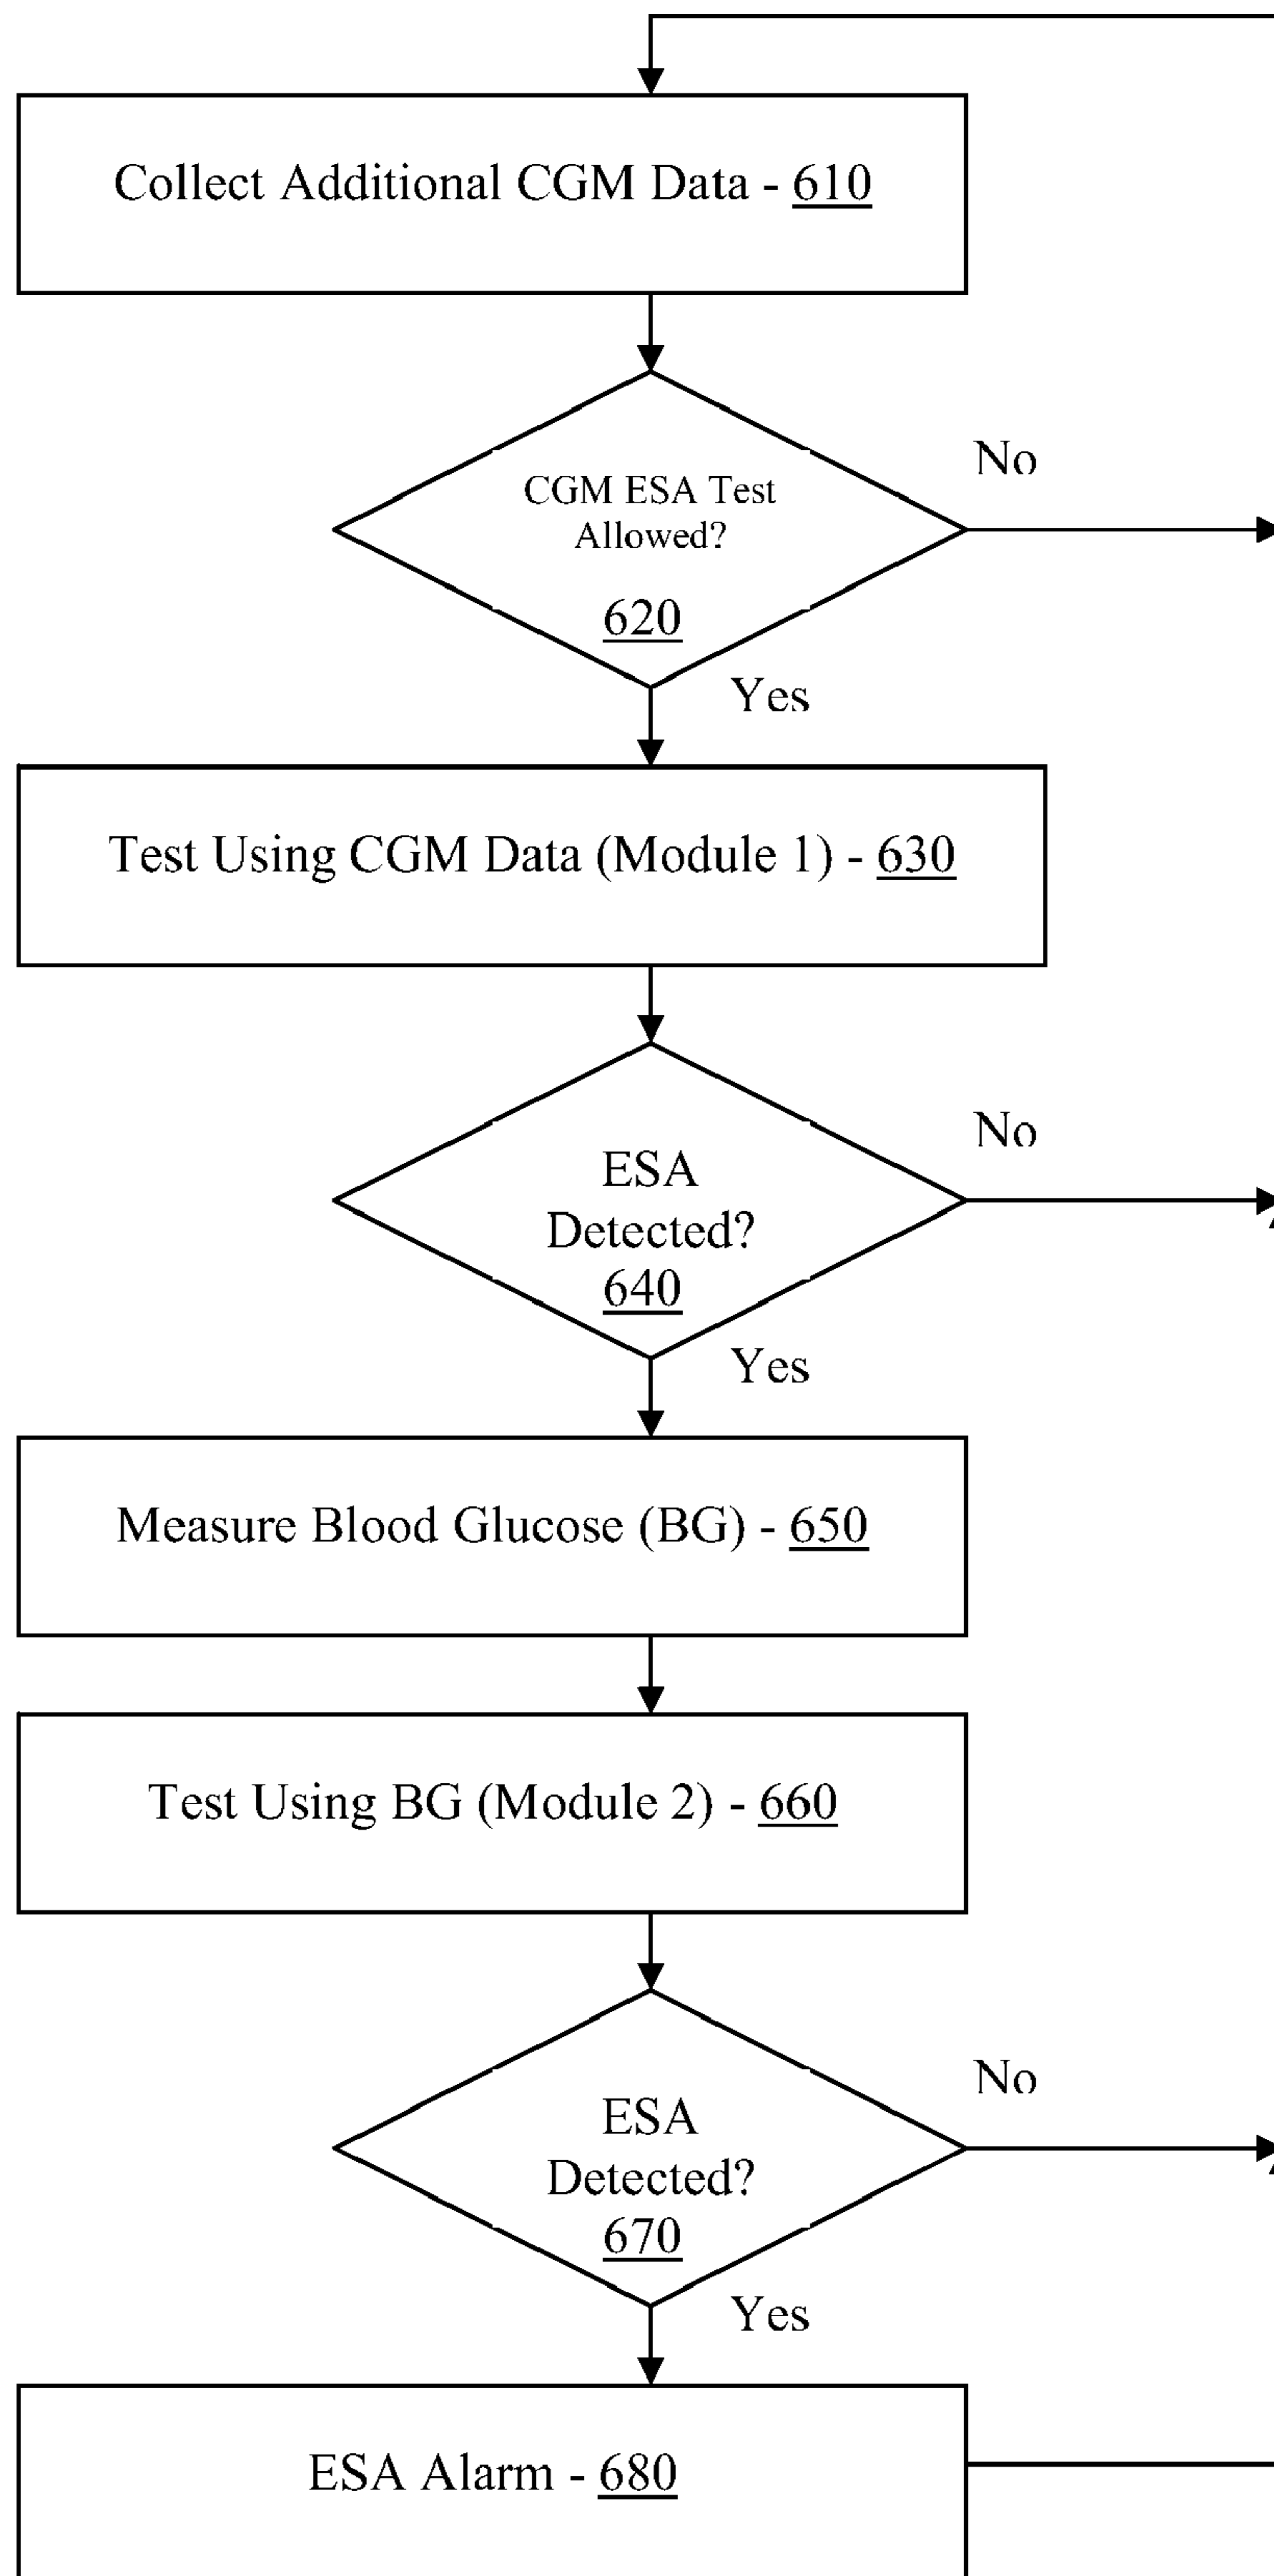 Collect Additional CGM Data - 610
CGM ESA Test
Allowed?
620
No
Yes
Test Using CGM Data (Module 1) - 630
ESA
Detected?
640
No
Yes
Measure Blood Glucose (BG) - 650
Test Using BG (Module 2) - 660
ESA
Detected?
670
No
Yes
ESA Alarm - 680